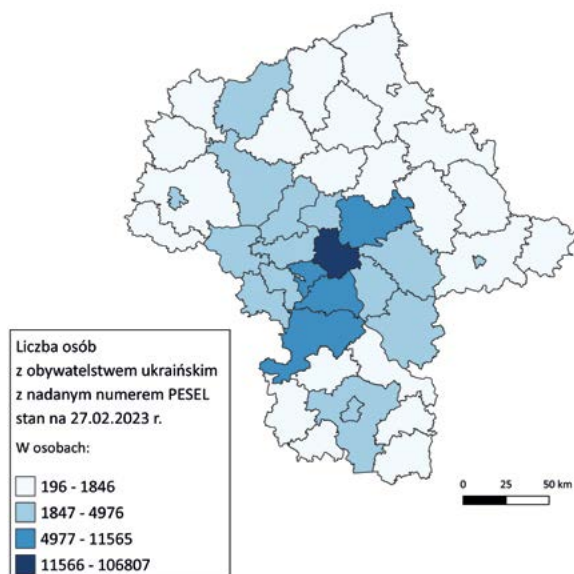 Liczba osób
z obywatelstwem ukraińskim
z nadanym numerem PESEL
stan na 27.02.2023 r.
W osobach:
196 - 1846
1847 - 4976
4977 - 11565
11566 - 106807
0 25 50 km